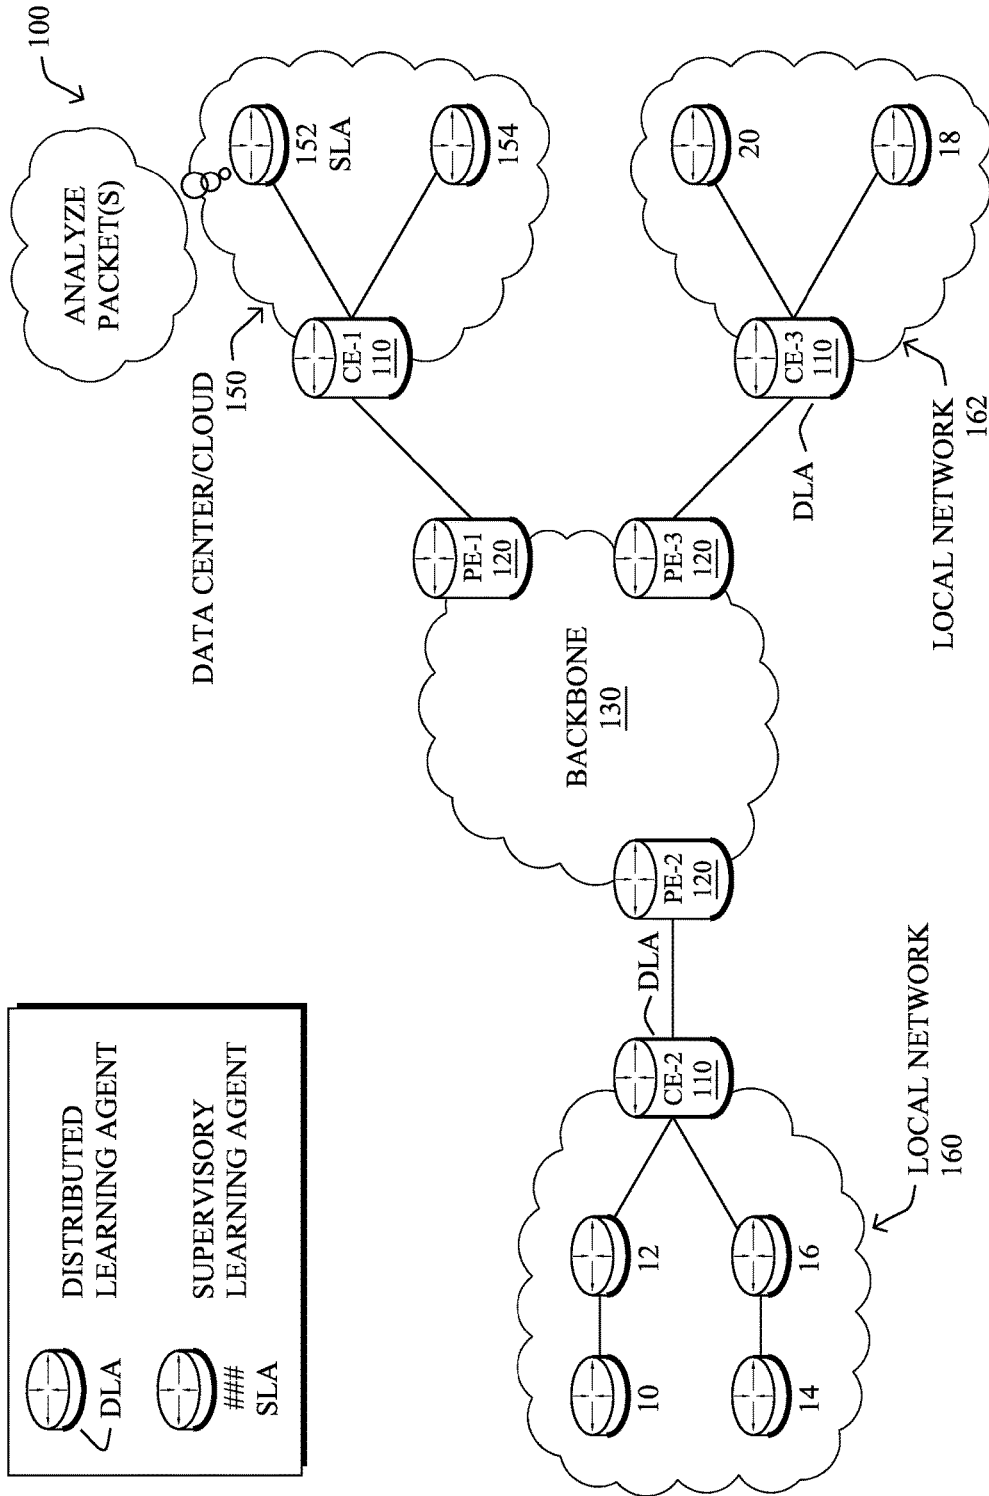 DLA
DISTRIBUTED
LEARNING AGENT
###
SLA
SUPERVISORY
LEARNING AGENT
100
ANALYZE
PACKET(S)
DATA CENTER/CLOUD
150
152
SLA
154
CE-1
110
PE-1
120
BACKBONE
130
PE-2
120
PE-3
120
DLA
CE-2
110
10
12
14
16
LOCAL NETWORK
160
DLA
CE-3
110
20
18
LOCAL NETWORK
162